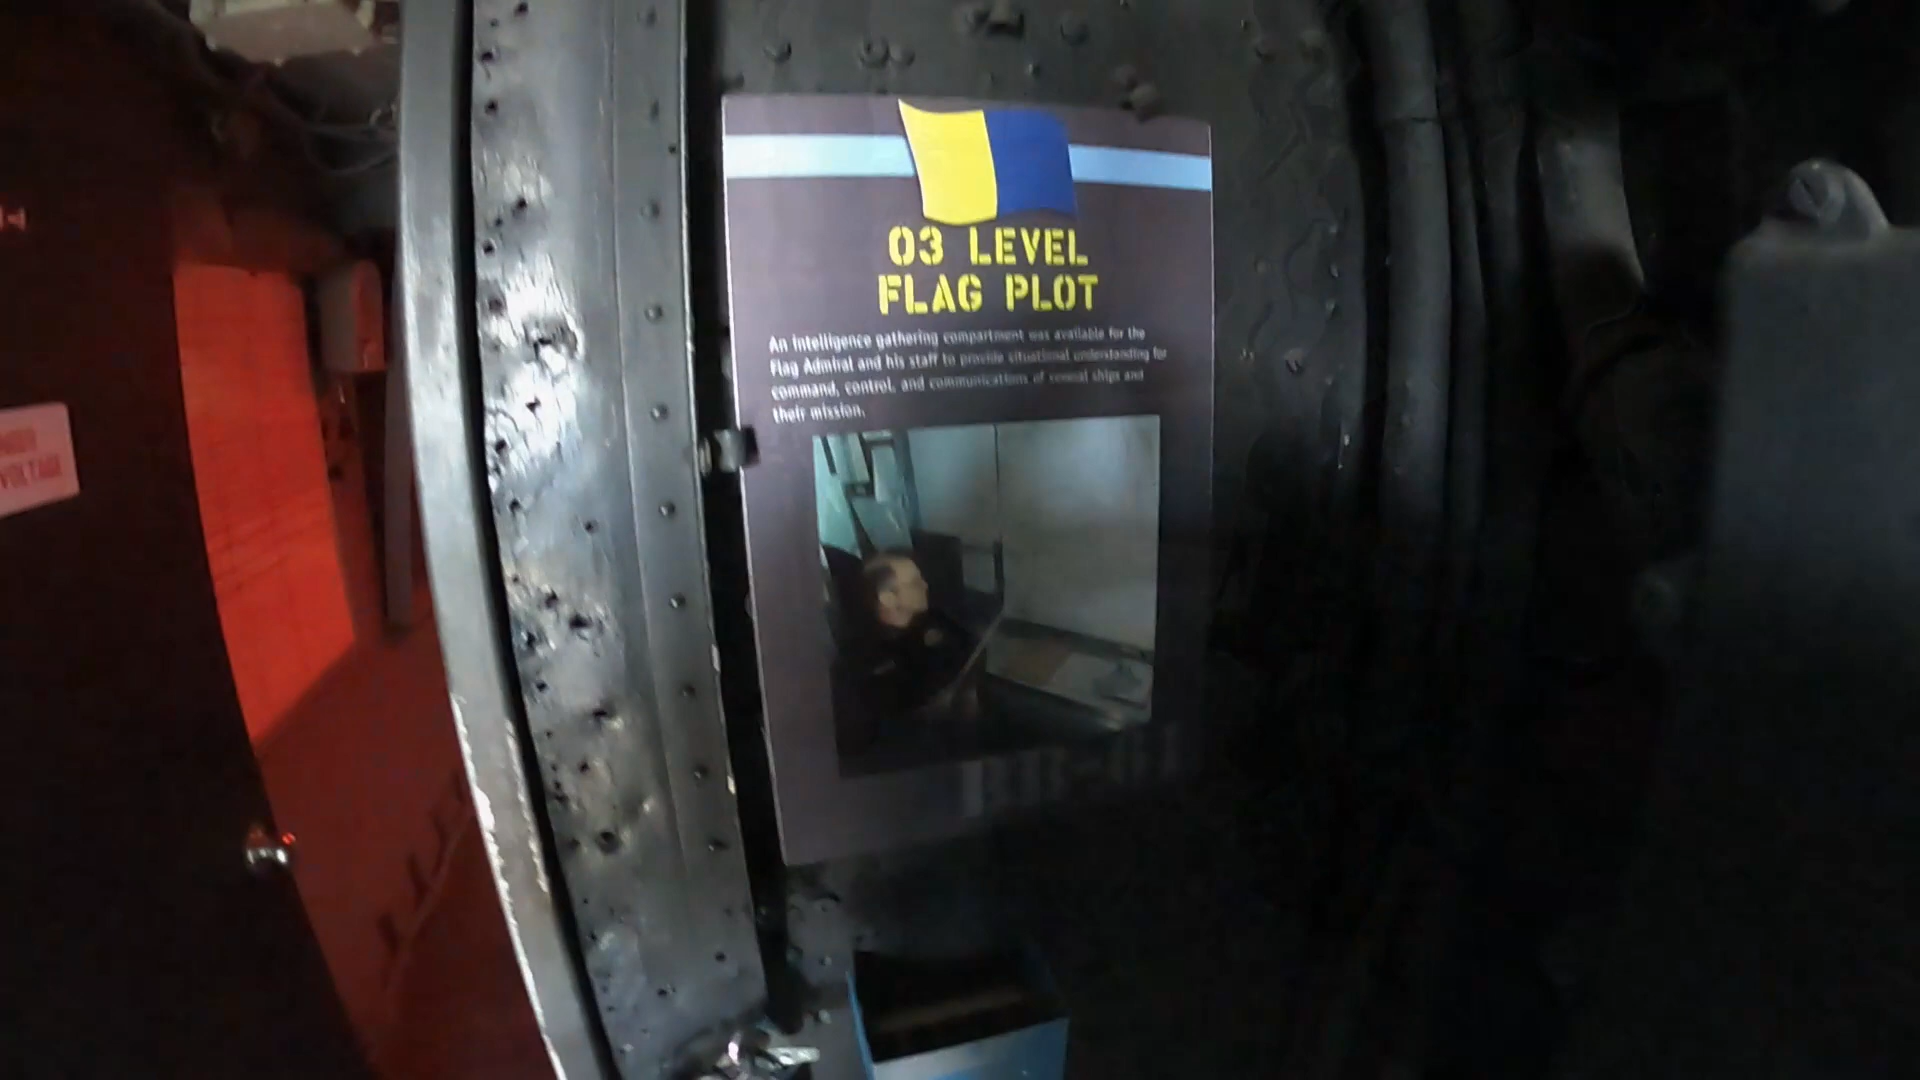 VOLTAGE
03 LEVEL
FLAG PLOT
An intelligence gathering compartment was available for the
Flag Admiral and his staff to provide situational understanding for
command, control, and communications of several ships and
their mission.